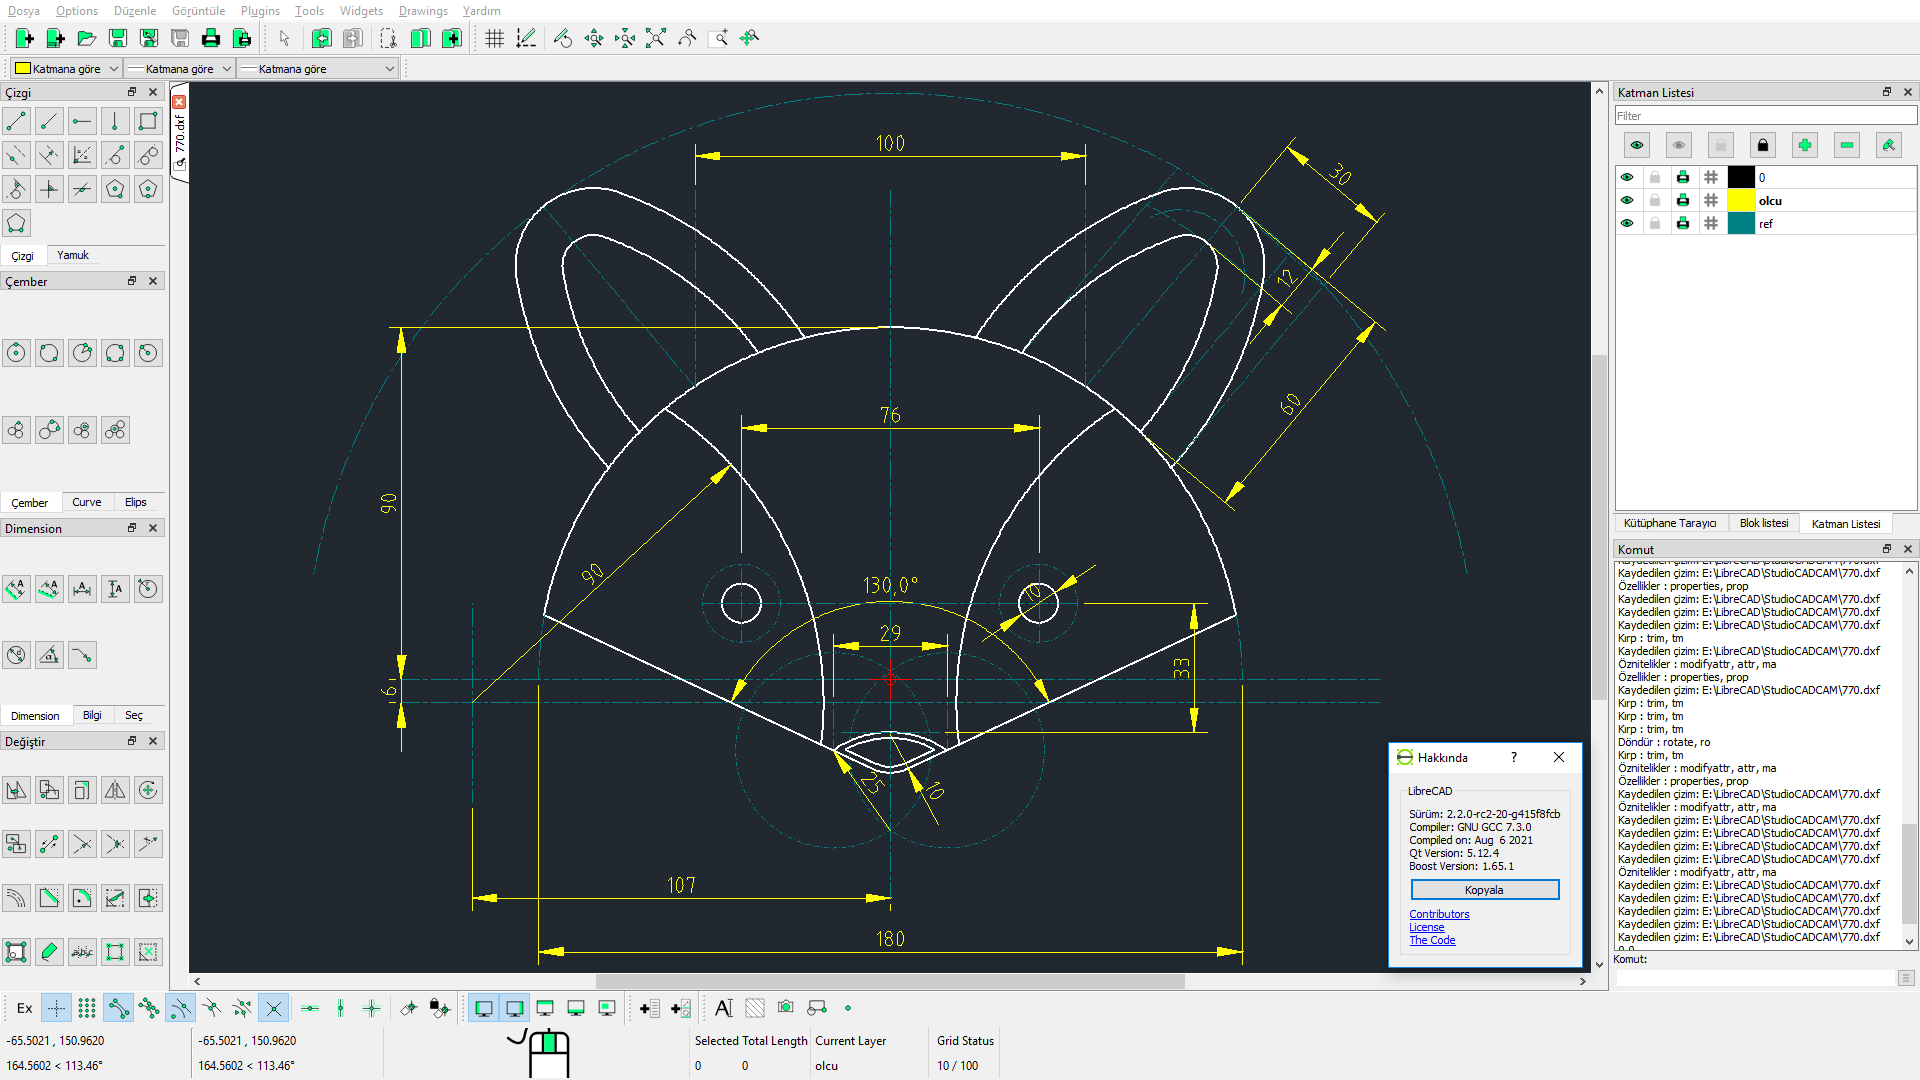 Dosya Options Düzenle Görüntüle Plugins Tools Widgets Drawings Yardım
Katmana göre Katmana göre Katmana göre
Çizgi
Çizgi Yamuk
Çember
Çember Curve Elips
Dimension
Dimension Bilgi Seç
Değiştir
770.dxf
100
30
12
60
76
90
90
130,0°
10
29
33
6
25
10
107
180
Katman Listesi
Filter
0
olcu
ref
Kütüphane Tarayıcı Blok listesi Katman Listesi
Komut
Kaydedilen çizim: E:\LibreCAD\StudioCADCAM\770.dxf
Özellikler : properties, prop
Kaydedilen çizim: E:\LibreCAD\StudioCADCAM\770.dxf
Kaydedilen çizim: E:\LibreCAD\StudioCADCAM\770.dxf
Kaydedilen çizim: E:\LibreCAD\StudioCADCAM\770.dxf
Kırp : trim, tm
Kaydedilen çizim: E:\LibreCAD\StudioCADCAM\770.dxf
Öznitelikler : modifyattr, attr, ma
Özellikler : properties, prop
Kaydedilen çizim: E:\LibreCAD\StudioCADCAM\770.dxf
Kırp : trim, tm
Kırp : trim, tm
Kırp : trim, tm
Döndür : rotate, ro
Kırp : trim, tm
Öznitelikler : modifyattr, attr, ma
Özellikler : properties, prop
Kaydedilen çizim: E:\LibreCAD\StudioCADCAM\770.dxf
Öznitelikler : modifyattr, attr, ma
Kaydedilen çizim: E:\LibreCAD\StudioCADCAM\770.dxf
Kaydedilen çizim: E:\LibreCAD\StudioCADCAM\770.dxf
Kaydedilen çizim: E:\LibreCAD\StudioCADCAM\770.dxf
Kaydedilen çizim: E:\LibreCAD\StudioCADCAM\770.dxf
Öznitelikler : modifyattr, attr, ma
Kaydedilen çizim: E:\LibreCAD\StudioCADCAM\770.dxf
Kaydedilen çizim: E:\LibreCAD\StudioCADCAM\770.dxf
Kaydedilen çizim: E:\LibreCAD\StudioCADCAM\770.dxf
Kaydedilen çizim: E:\LibreCAD\StudioCADCAM\770.dxf
Kaydedilen çizim: E:\LibreCAD\StudioCADCAM\770.dxf
Komut:
Hakkında ?
LibreCAD
Sürüm: 2.2.0-rc2-20-g415f8fcb
Compiler: GNU GCC 7.3.0
Compiled on: Aug 6 2021
Qt Version: 5.12.4
Boost Version: 1.65.1
Kopyala
Contributors
License
The Code
Ex
-65.5021 , 150.9620 -65.5021 , 150.9620 Selected Total Length Current Layer Grid Status
164.5602 < 113.46° 164.5602 < 113.46° 0 0 olcu 10 / 100